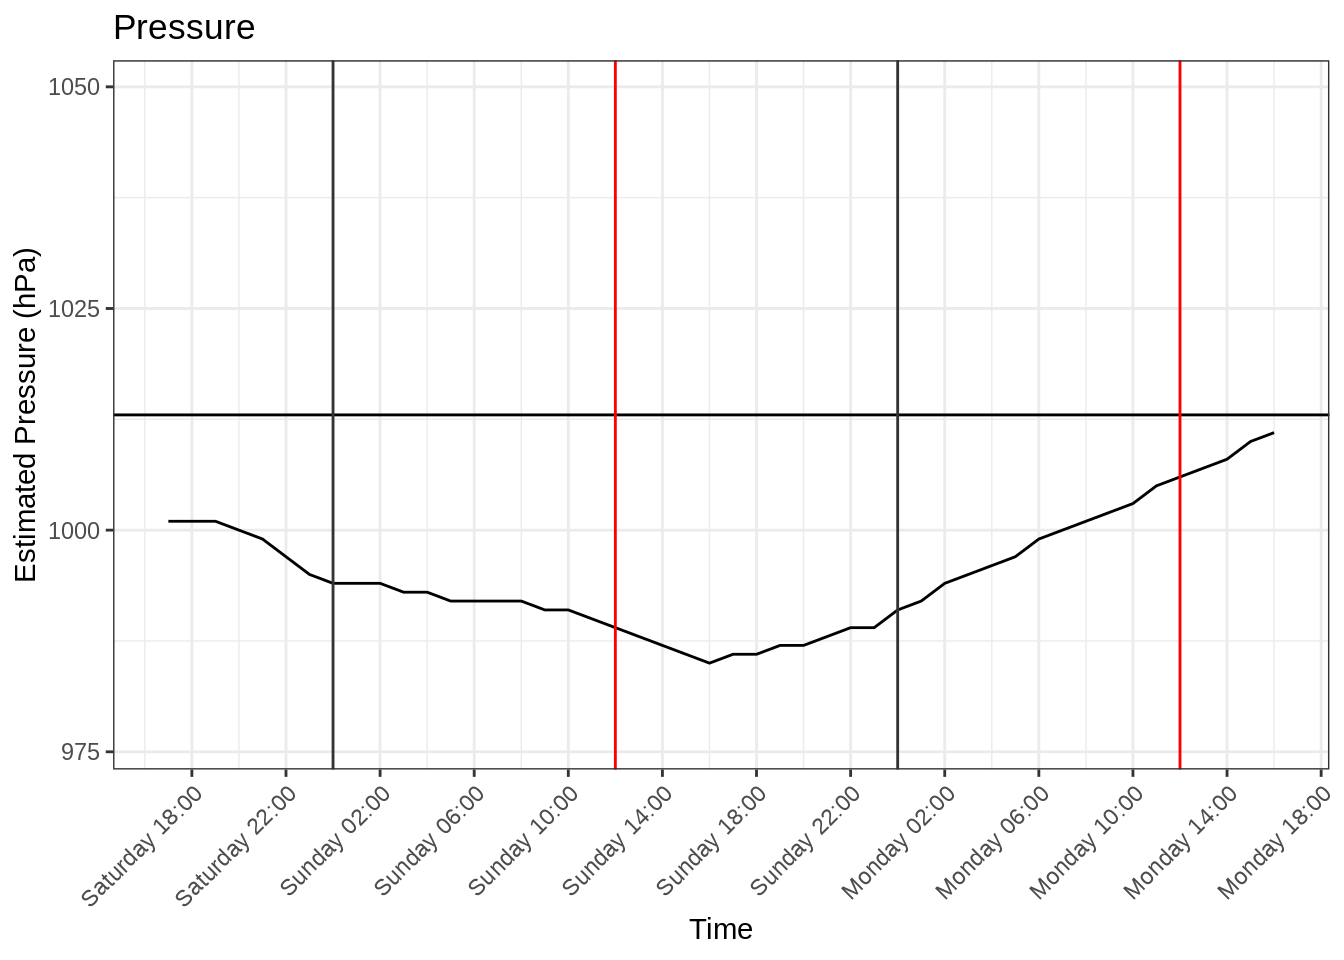 Pressure
Estimated Pressure (hPa)
1050
1025
1000
975
Saturday 18:00
Saturday 22:00
Sunday 02:00
Sunday 06:00
Sunday 10:00
Sunday 14:00
Sunday 18:00
Sunday 22:00
Monday 02:00
Monday 06:00
Monday 10:00
Monday 14:00
Monday 18:00
Time